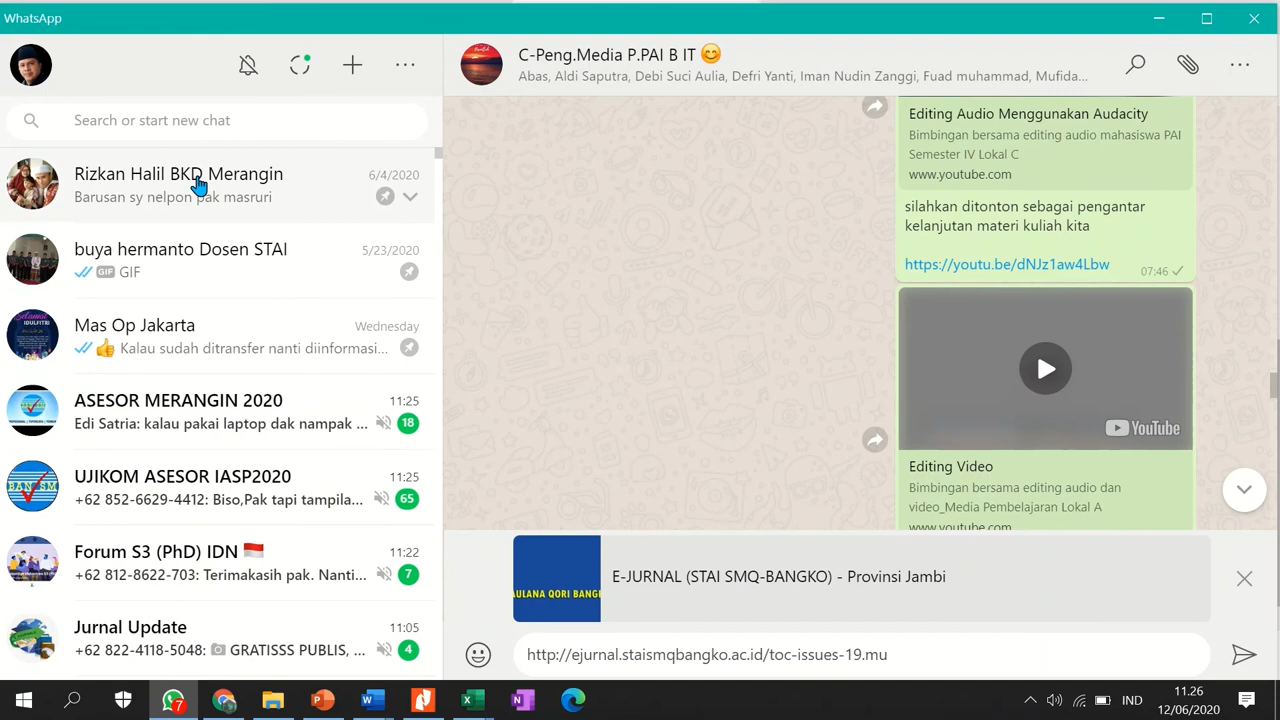 WhatsApp
Search or start new chat
Rizkan Halil BKD Merangin
6/4/2020
Barusan sy nelpon pak masruri
buya hermanto Dosen STAI
5/23/2020
GIF GIF
Mas Op Jakarta
Wednesday
👍 Kalau sudah ditransfer nanti diinformasi...
ASESOR MERANGIN 2020
11:25
Edi Satria: kalau pakai laptop dak nampak ...
18
UJIKOM ASESOR IASP2020
11:25
+62 852-6629-4412: Biso,Pak tapi tampila...
65
Forum S3 (PhD) IDN 🇮🇩
11:22
+62 812-8622-703: Terimakasih pak. Nanti...
7
Jurnal Update
11:05
+62 822-4118-5048: 📷 GRATISSS PUBLIS, ...
4
C-Peng.Media P.PAI B IT 😊
Abas, Aldi Saputra, Debi Suci Aulia, Defri Yanti, Iman Nudin Zanggi, Fuad muhammad, Mufida...
Editing Audio Menggunakan Audacity
Bimbingan bersama editing audio mahasiswa PAI
Semester IV Lokal C
www.youtube.com
silahkan ditonton sebagai pengantar
kelanjutan materi kuliah kita
https://youtu.be/dNJz1aw4Lbw
07:46
YouTube
Editing Video
Bimbingan bersama editing audio dan
video_Media Pembelajaran Lokal A
www.youtube.com
AULANA QORI BANG
E-JURNAL (STAI SMQ-BANGKO) - Provinsi Jambi
http://ejurnal.staismqbangko.ac.id/toc-issues-19.mu
7
IND
11.26
12/06/2020